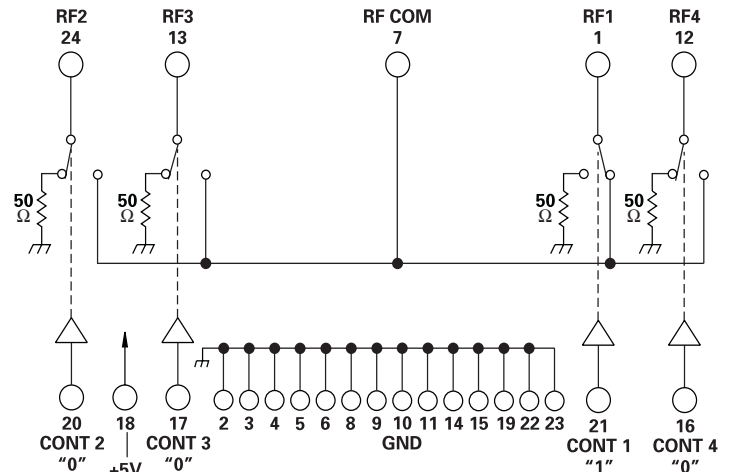 RF2 RF3 RF COM RF1 RF4
24 13 7 1 12
50 50 50 50
Ω Ω Ω Ω
20 18 17 2 3 4 5 6 8 9 10 11 14 15 19 22 23 21 16
CONT 2 CONT 3 GND CONT 1 CONT 4
"0" +5V "0" "1" "0"